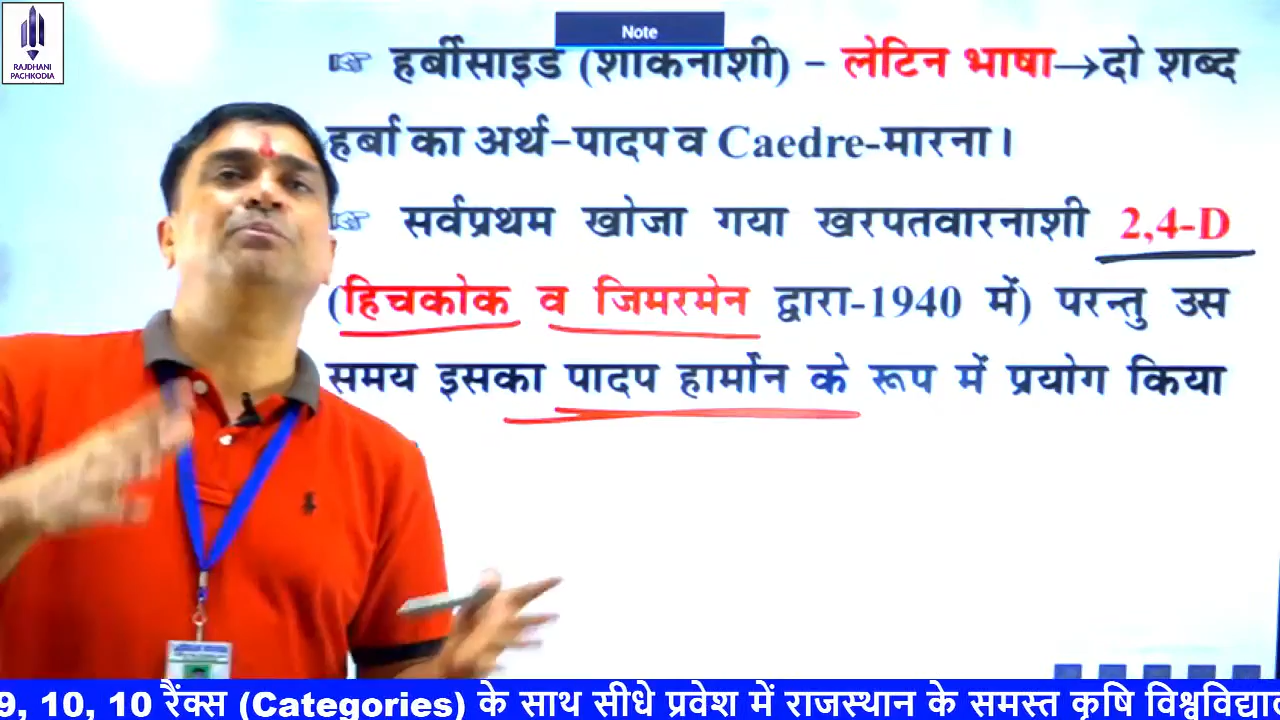 RAJDHANI
PACHKODIA
Note
☞ हर्बीसाइड (शाकनाशी) - लेटिन भाषा→दो शब्द
हर्बा का अर्थ-पादप व Caedre-मारना।
☞ सर्वप्रथम खोजा गया खरपतवारनाशी 2,4-D
(हिचकोक व जिमरमेन द्वारा-1940 में) परन्तु उस
समय इसका पादप हार्मोन के रूप में प्रयोग किया
9, 10, 10 रैंक्स (Categories) के साथ सीधे प्रवेश में राजस्थान के समस्त कृषि विश्वविद्याल